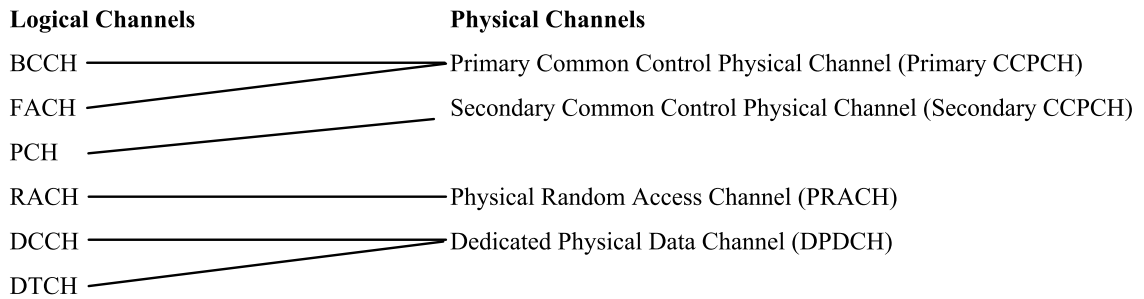 Logical Channels Physical Channels
BCCH Primary Common Control Physical Channel (Primary CCPCH)
FACH Secondary Common Control Physical Channel (Secondary CCPCH)
PCH
RACH Physical Random Access Channel (PRACH)
DCCH Dedicated Physical Data Channel (DPDCH)
DTCH